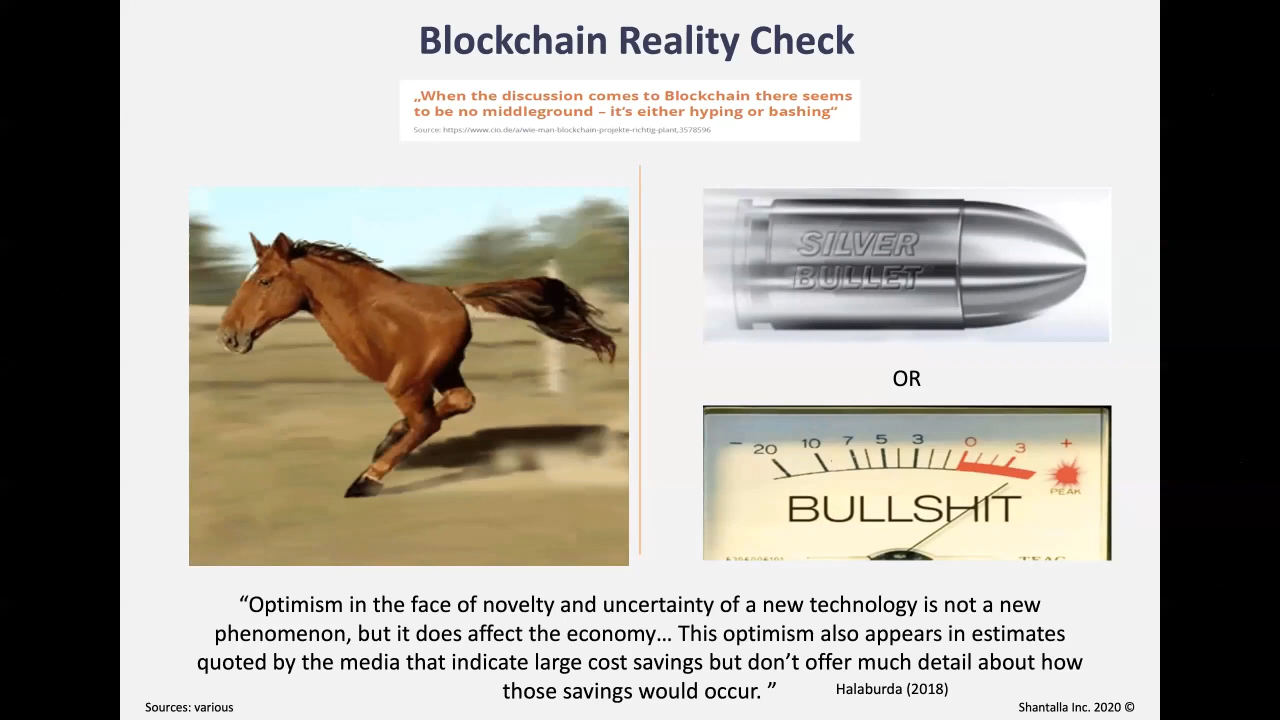 Blockchain Reality Check
„When the discussion comes to Blockchain there seems
to be no middleground – it’s either hyping or bashing“
Source: https://www.cio.de/a/wie-man-blockchain-projekte-richtig-plant,3578596
SILVER
BULLET
OR
– 20 10 7 5 3 0 3 +
PEAK
BULLSHIT
TEAC
“Optimism in the face of novelty and uncertainty of a new technology is not a new
phenomenon, but it does affect the economy… This optimism also appears in estimates
quoted by the media that indicate large cost savings but don’t offer much detail about how
those savings would occur. ”
Halaburda (2018)
Sources: various
Shantalla Inc. 2020 ©